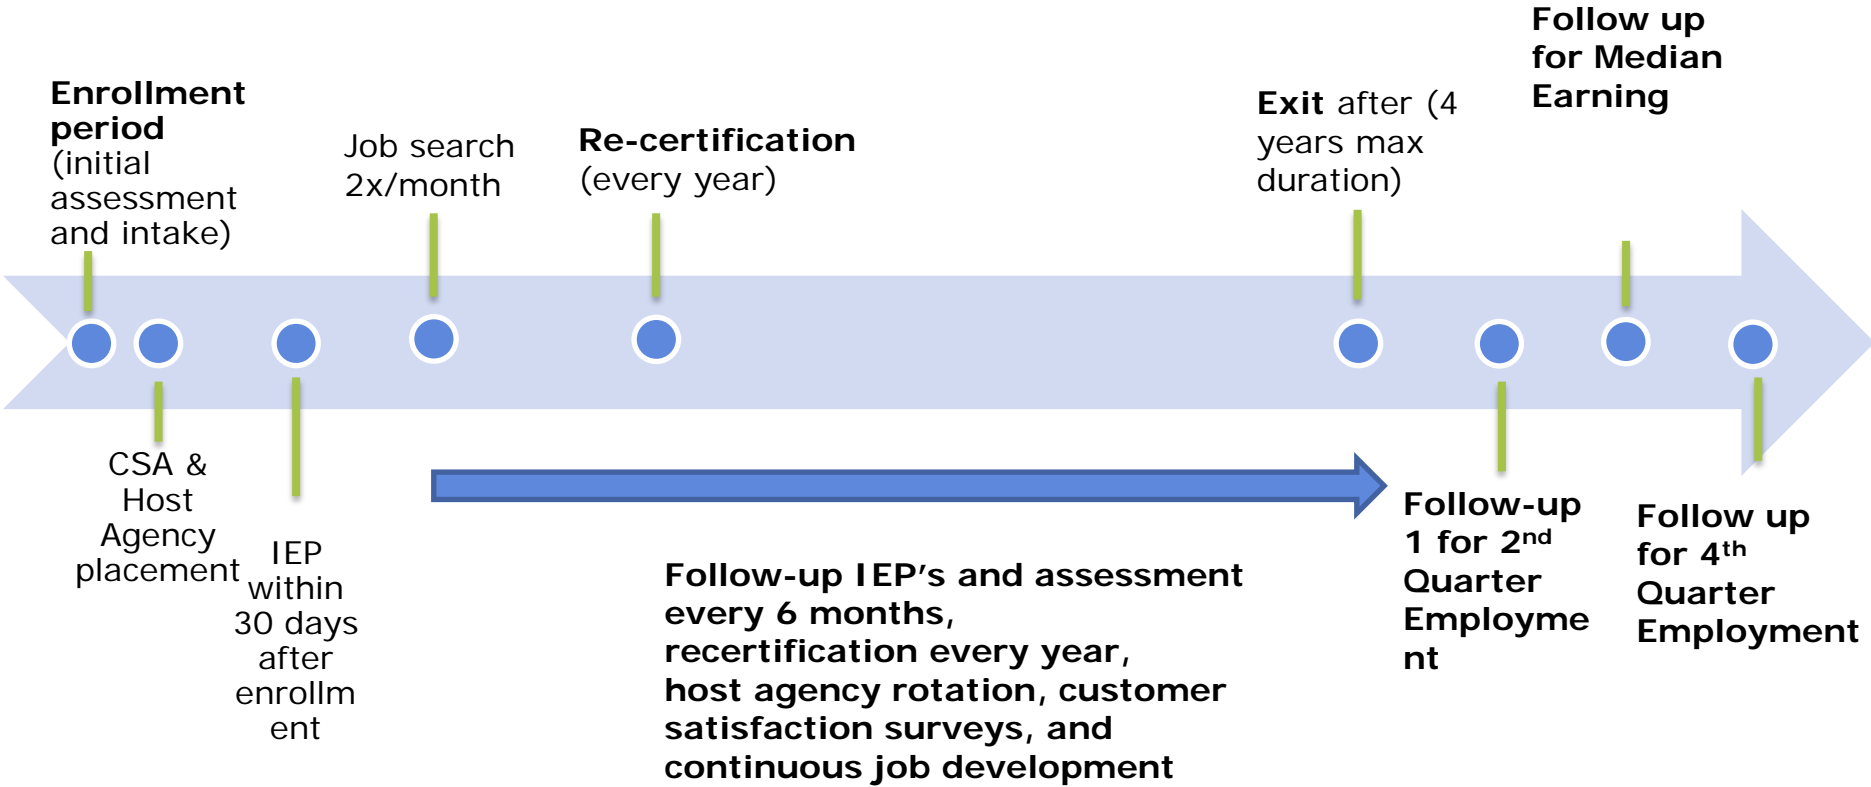 Enrollment
period
(initial
assessment
and intake)
Job search
2x/month
Re-certification
(every year)
Exit after (4
years max
duration)
Follow up
for Median
Earning
CSA &
Host
Agency
placement
IEP
within
30 days
after
enrollm
ent
Follow-up IEP's and assessment
every 6 months,
recertification every year,
host agency rotation, customer
satisfaction surveys, and
continuous job development
Follow-up
1 for 2nd
Quarter
Employme
nt
Follow up
for 4th
Quarter
Employment